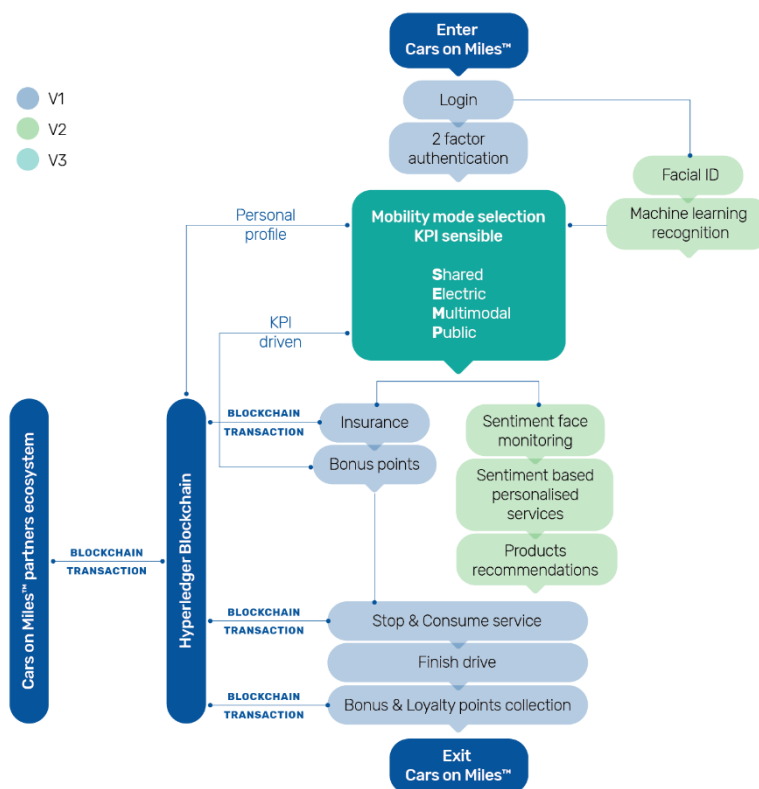 Enter
Cars on Miles™
V1
V2
V3
Login
2 factor
authentication
Facial ID
Machine learning
recognition
Personal
profile
Mobility mode selection
KPI sensible
Shared
Electric
Multimodal
Public
KPI
driven
BLOCKCHAIN
TRANSACTION
Insurance
Bonus points
Sentiment face
monitoring
Sentiment based
personalised
services
Products
recommendations
Cars on Miles™ partners ecosystem
BLOCKCHAIN
TRANSACTION
Hyperledger Blockchain
BLOCKCHAIN
TRANSACTION
Stop & Consume service
Finish drive
BLOCKCHAIN
TRANSACTION
Bonus & Loyalty points collection
Exit
Cars on Miles™